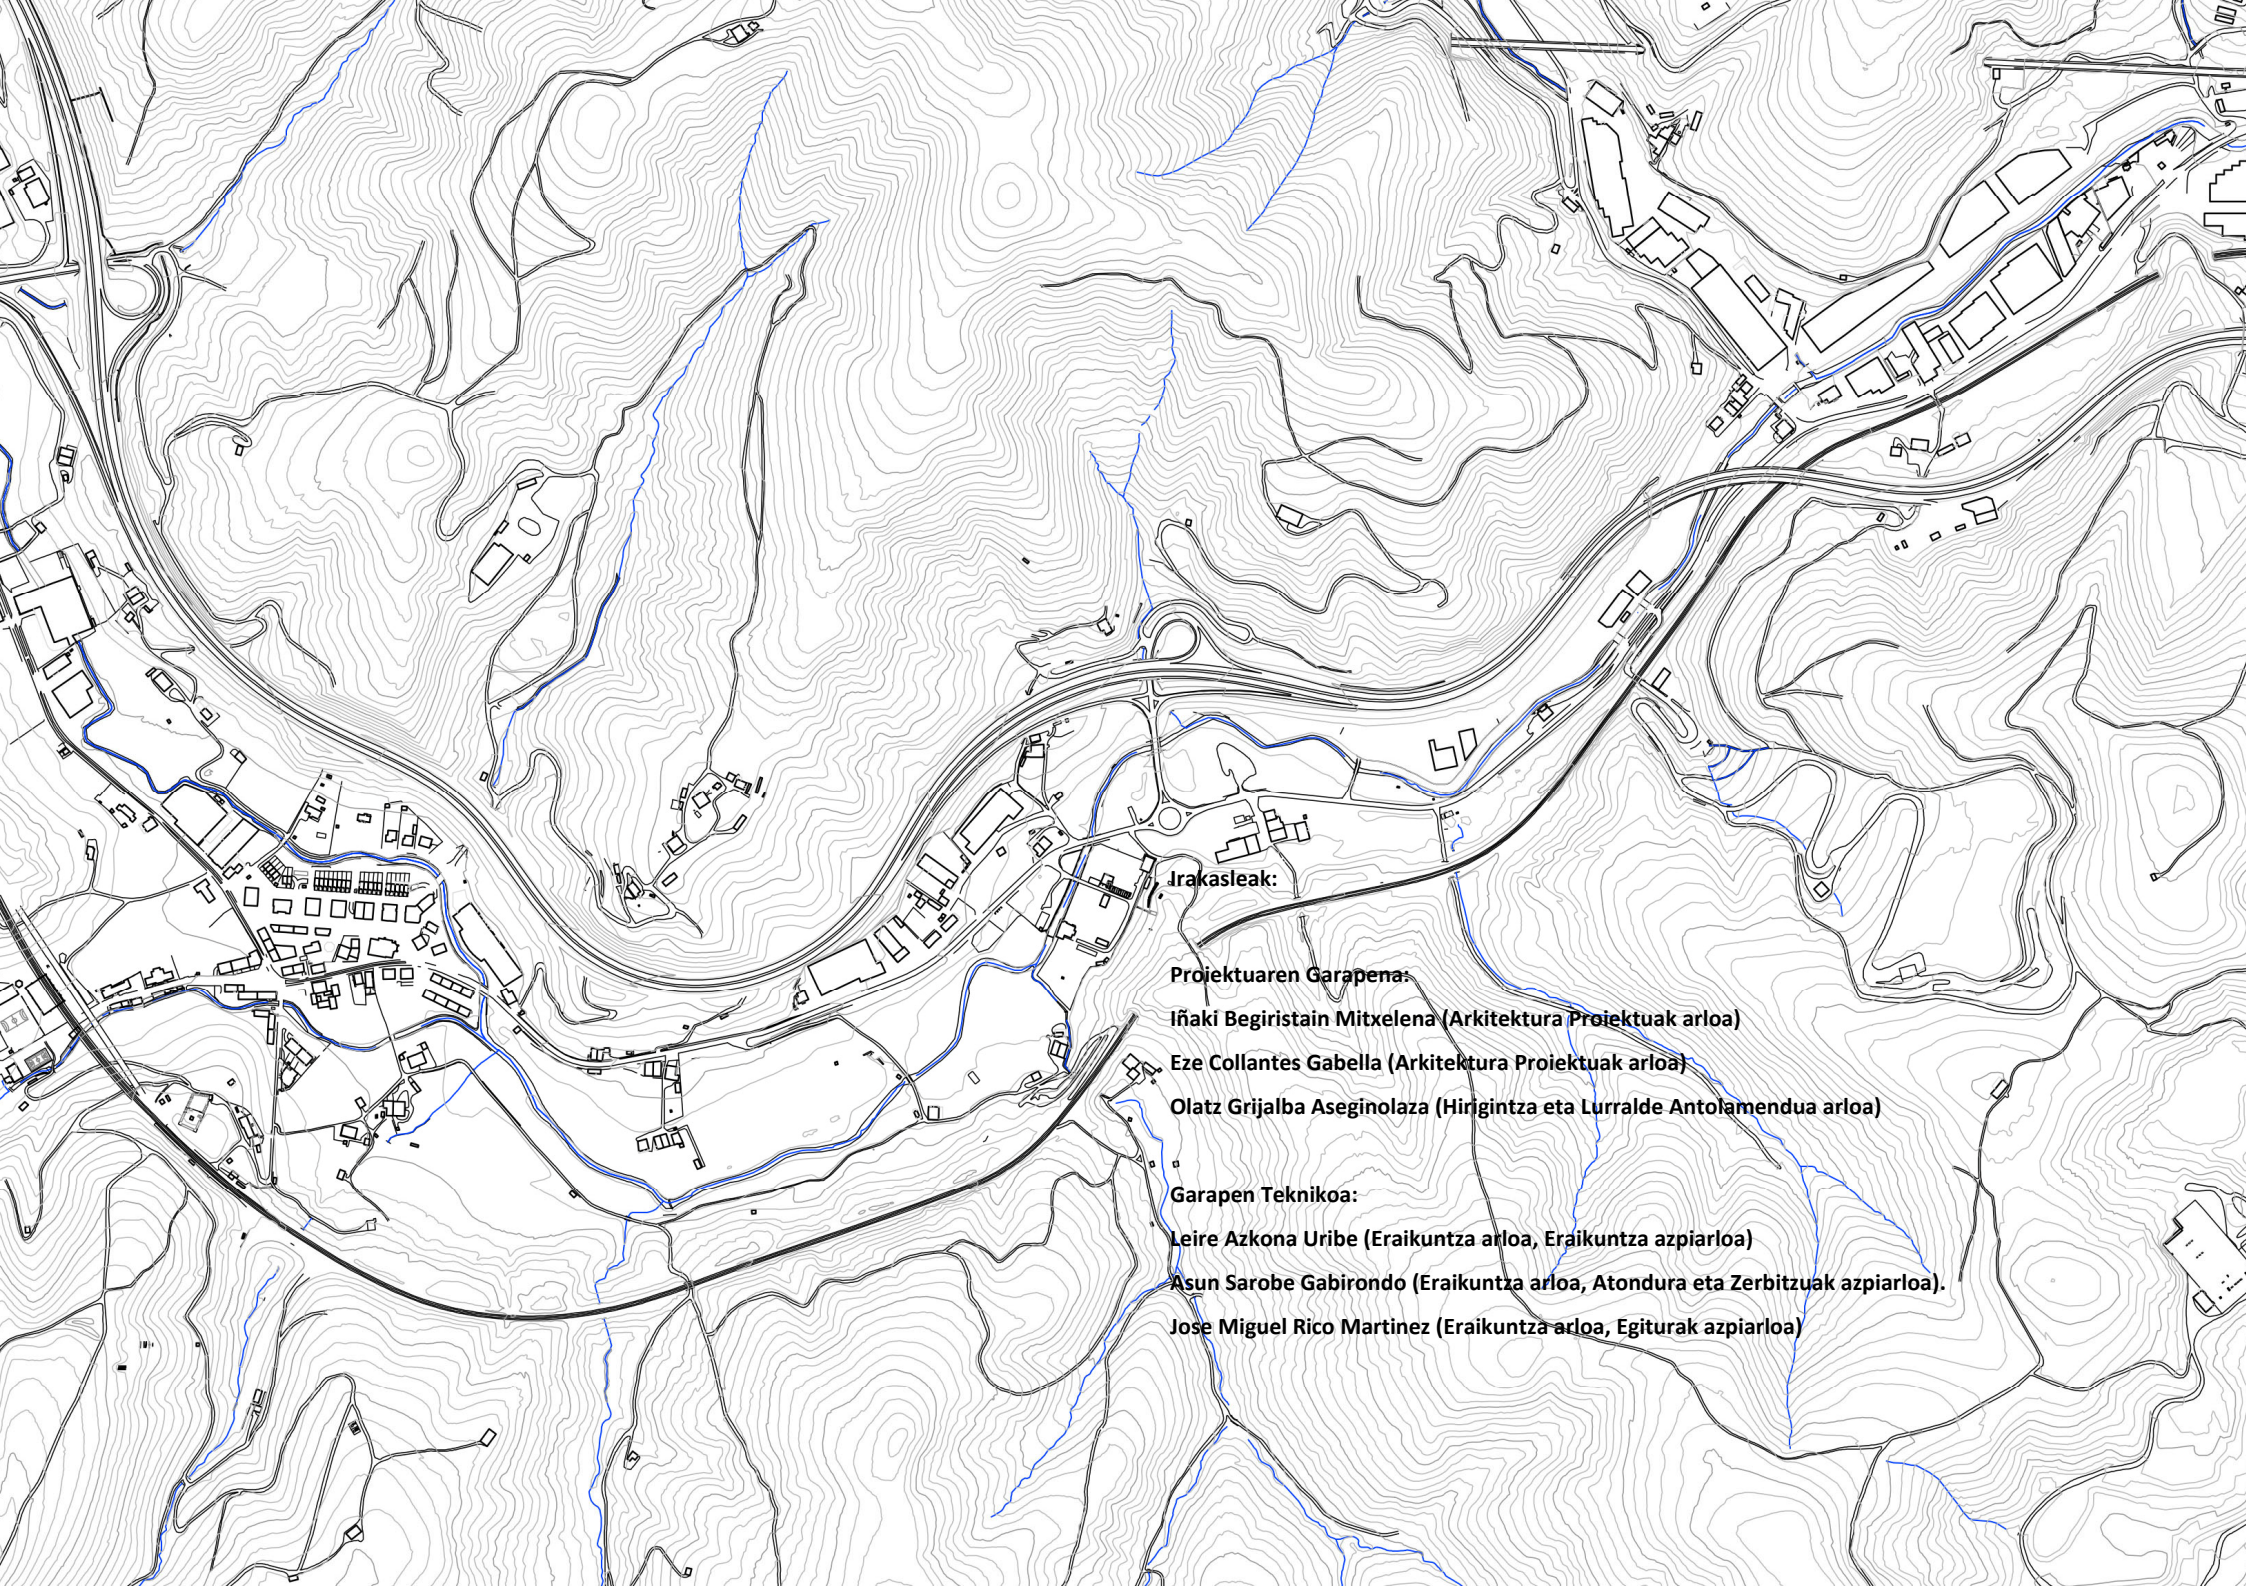 Irakasleak:
Proiektuaren Garapena:
Iñaki Begiristain Mitxelena (Arkitektura Proiektuak arloa)
Eze Collantes Gabella (Arkitektura Proiektuak arloa)
Olatz Grijalba Aseginolaza (Hirigintza eta Lurralde Antolamendua arloa)
Garapen Teknikoa:
Leire Azkona Uribe (Eraikuntza arloa, Eraikuntza azpiarloa)
Asun Sarobe Gabirondo (Eraikuntza arloa, Atondura eta Zerbitzuak azpiarloa).
Jose Miguel Rico Martinez (Eraikuntza arloa, Egiturak azpiarloa)